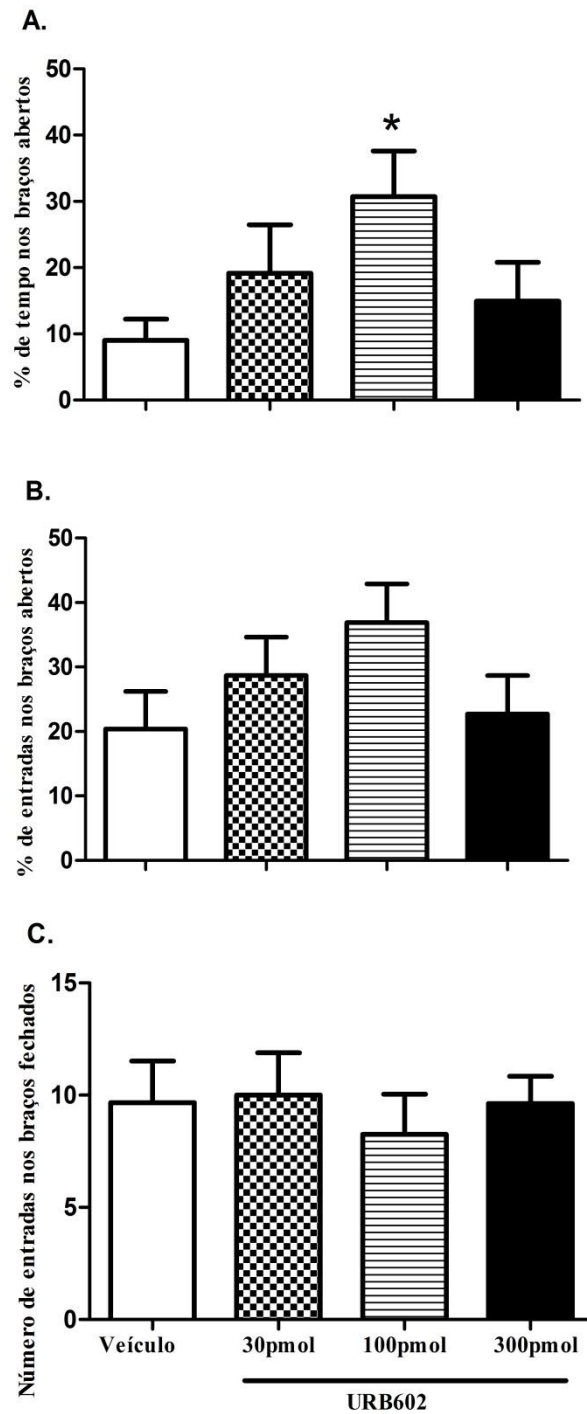 A.
% de tempo nos braços abertos
50
40
30
20
10
0
*
B.
% de entradas nos braços abertos
50
40
30
20
10
0
C.
Número de entradas nos braços fechados
15
10
5
0
Veículo 30pmol 100pmol 300pmol
URB602